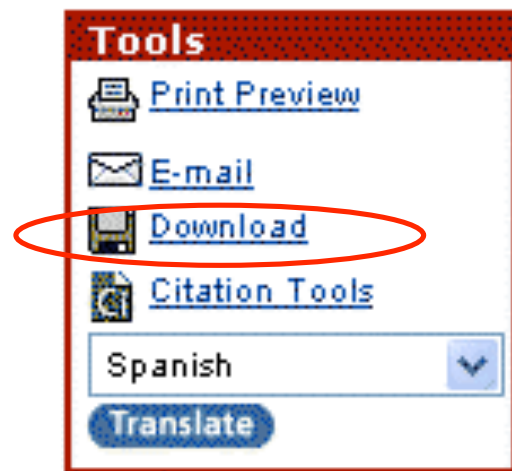 Tools
Print Preview
E-mail
Download
Citation Tools
Spanish
Translate